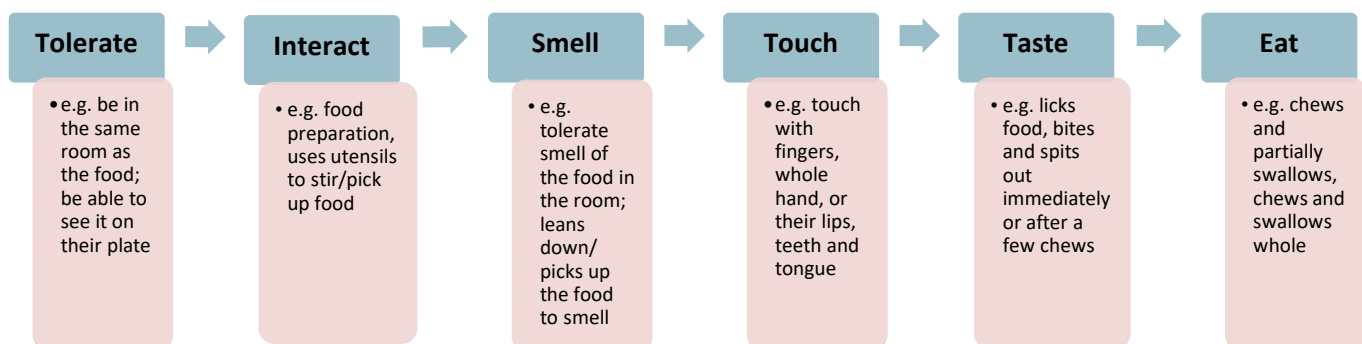 Tolerate
• e.g. be in
the same
room as
the food;
be able to
see it on
their plate
Interact
• e.g. food
preparation,
uses utensils
to stir/pick
up food
Smell
• e.g.
tolerate
smell of
the food in
the room;
leans
down/
picks up
the food
to smell
Touch
• e.g. touch
with
fingers,
whole
hand, or
their lips,
teeth and
tongue
Taste
• e.g. licks
food, bites
and spits
out
immediately
or after a
few chews
Eat
• e.g. chews
and
partially
swallows,
chews and
swallows
whole